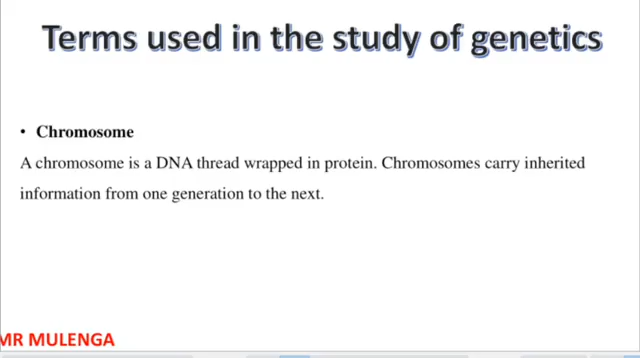 Terms used in the study of genetics
• Chromosome
A chromosome is a DNA thread wrapped in protein. Chromosomes carry inherited
information from one generation to the next.
MR MULENGA